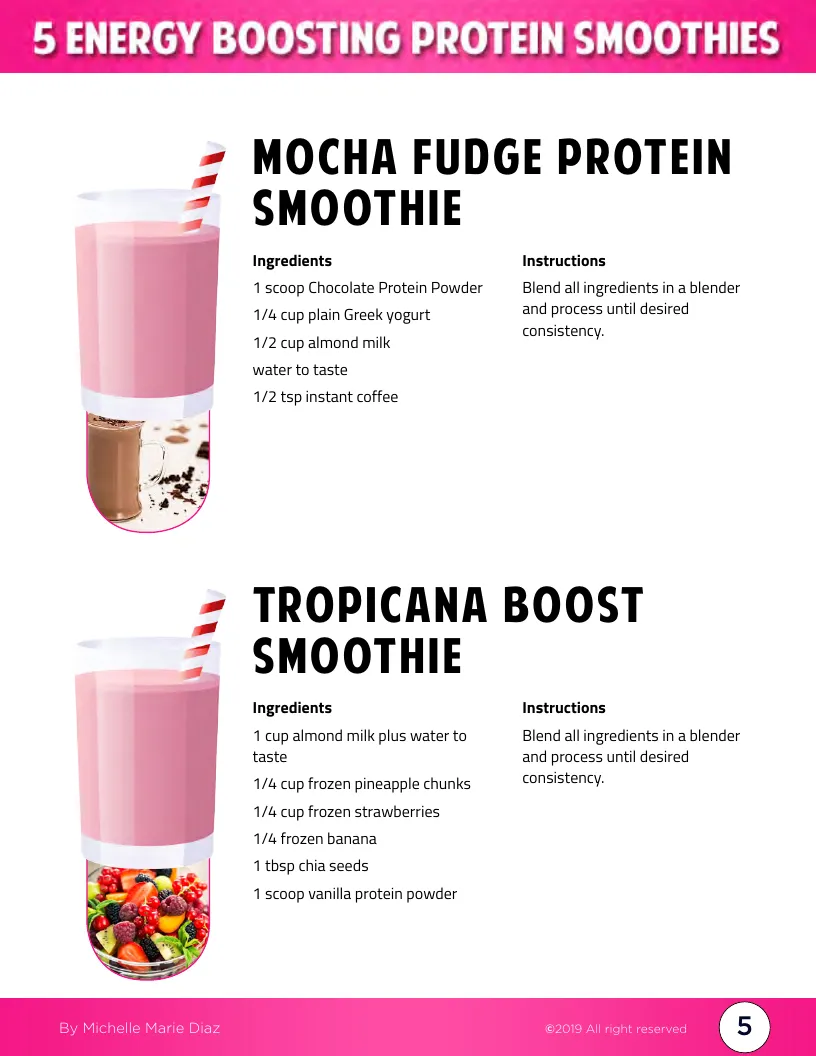 5 ENERGY BOOSTING PROTEIN SMOOTHIES
MOCHA FUDGE PROTEIN
SMOOTHIE
Ingredients
1 scoop Chocolate Protein Powder
1/4 cup plain Greek yogurt
1/2 cup almond milk
water to taste
1/2 tsp instant coffee
Instructions
Blend all ingredients in a blender
and process until desired
consistency.
TROPICANA BOOST
SMOOTHIE
Ingredients
1 cup almond milk plus water to
taste
1/4 cup frozen pineapple chunks
1/4 cup frozen strawberries
1/4 frozen banana
1 tbsp chia seeds
1 scoop vanilla protein powder
Instructions
Blend all ingredients in a blender
and process until desired
consistency.
By Michelle Marie Diaz
©2019 All right reserved
5